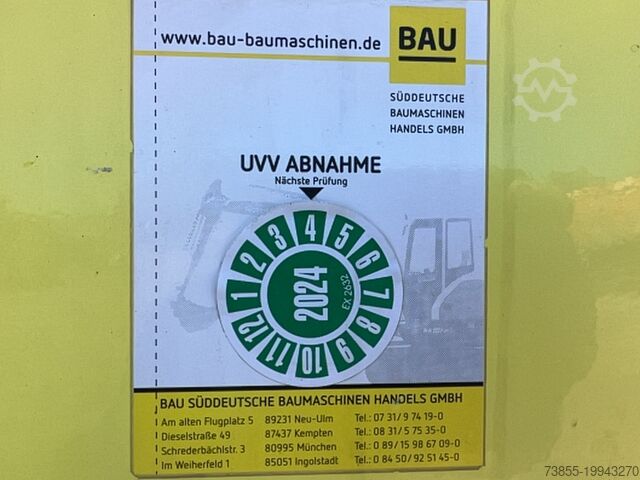 www.bau-baumaschinen.de
BAU
SÜDDEUTSCHE
BAUMASCHINEN
HANDELS GMBH
UVV ABNAHME
Nächste Prüfung
1 2 3 4 5 6 7 8 9 10 11 12
2024
EX 2632
BAU SÜDDEUTSCHE BAUMASCHINEN HANDELS GMBH
Am alten Flugplatz 5 89231 Neu-Ulm Tel.: 07 31/9 74 19-0
Dieselstraße 49 87437 Kempten Tel.: 08 31/5 75 35-0
Schrederbächlstr. 3 80995 München Tel.: 0 89/15 98 67 09-0
Im Weiherfeld 1 85051 Ingolstadt Tel.: 0 84 50/92 51 45-0
73855-19943270